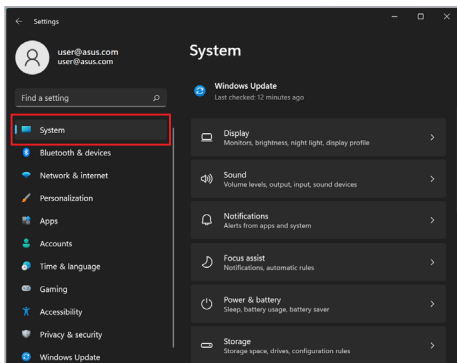 Settings
user@asus.com
user@asus.com
Find a setting
System
Bluetooth & devices
Network & internet
Personalization
Apps
Accounts
Time & language
Gaming
Accessibility
Privacy & security
Windows Update
System
Windows Update
Last checked: 12 minutes ago
Display
Monitors, brightness, night light, display profile
Sound
Volume levels, output, input, sound devices
Notifications
Alerts from apps and system
Focus assist
Notifications, automatic rules
Power & battery
Sleep, battery usage, battery saver
Storage
Storage space, drives, configuration rules